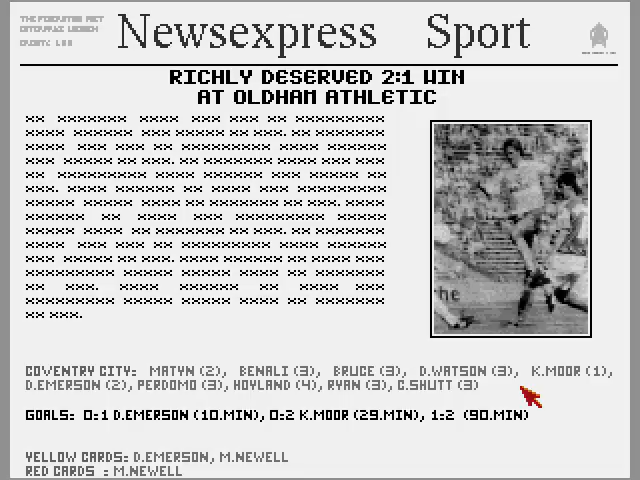 Newsexpress Sport
RICHLY DESERVED 2:1 WIN
AT OLDHAM ATHLETIC
COVENTRY CITY: MATYN (2), BENALI (3), BRUCE (3), D.WATSON (3), K.MOOR (1),
D.EMERSON (2), PERDOMO (3), HOYLAND (4), RYAN (3), C.SHUTT (3)
GOALS: 0:1 D.EMERSON (10.MIN), 0:2 K.MOOR (29.MIN), 1:2 (90.MIN)
YELLOW CARDS: D.EMERSON, M.NEWELL
RED CARDS : M.NEWELL